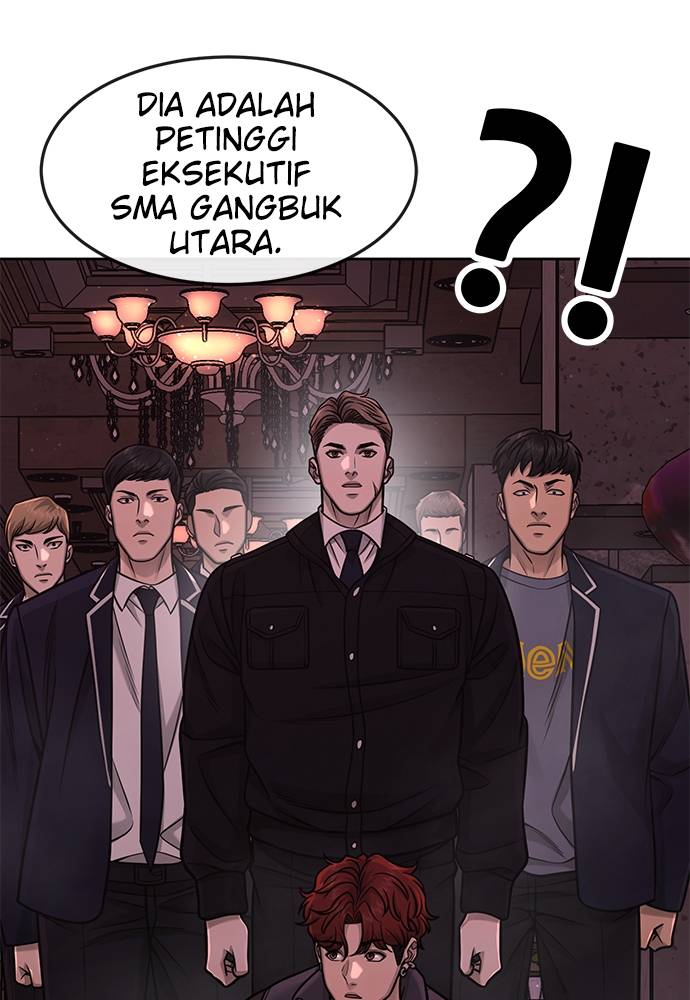 DIA ADALAH
PETINGGI
EKSEKUTIF
SMA GANGBUK
UTARA.
?!